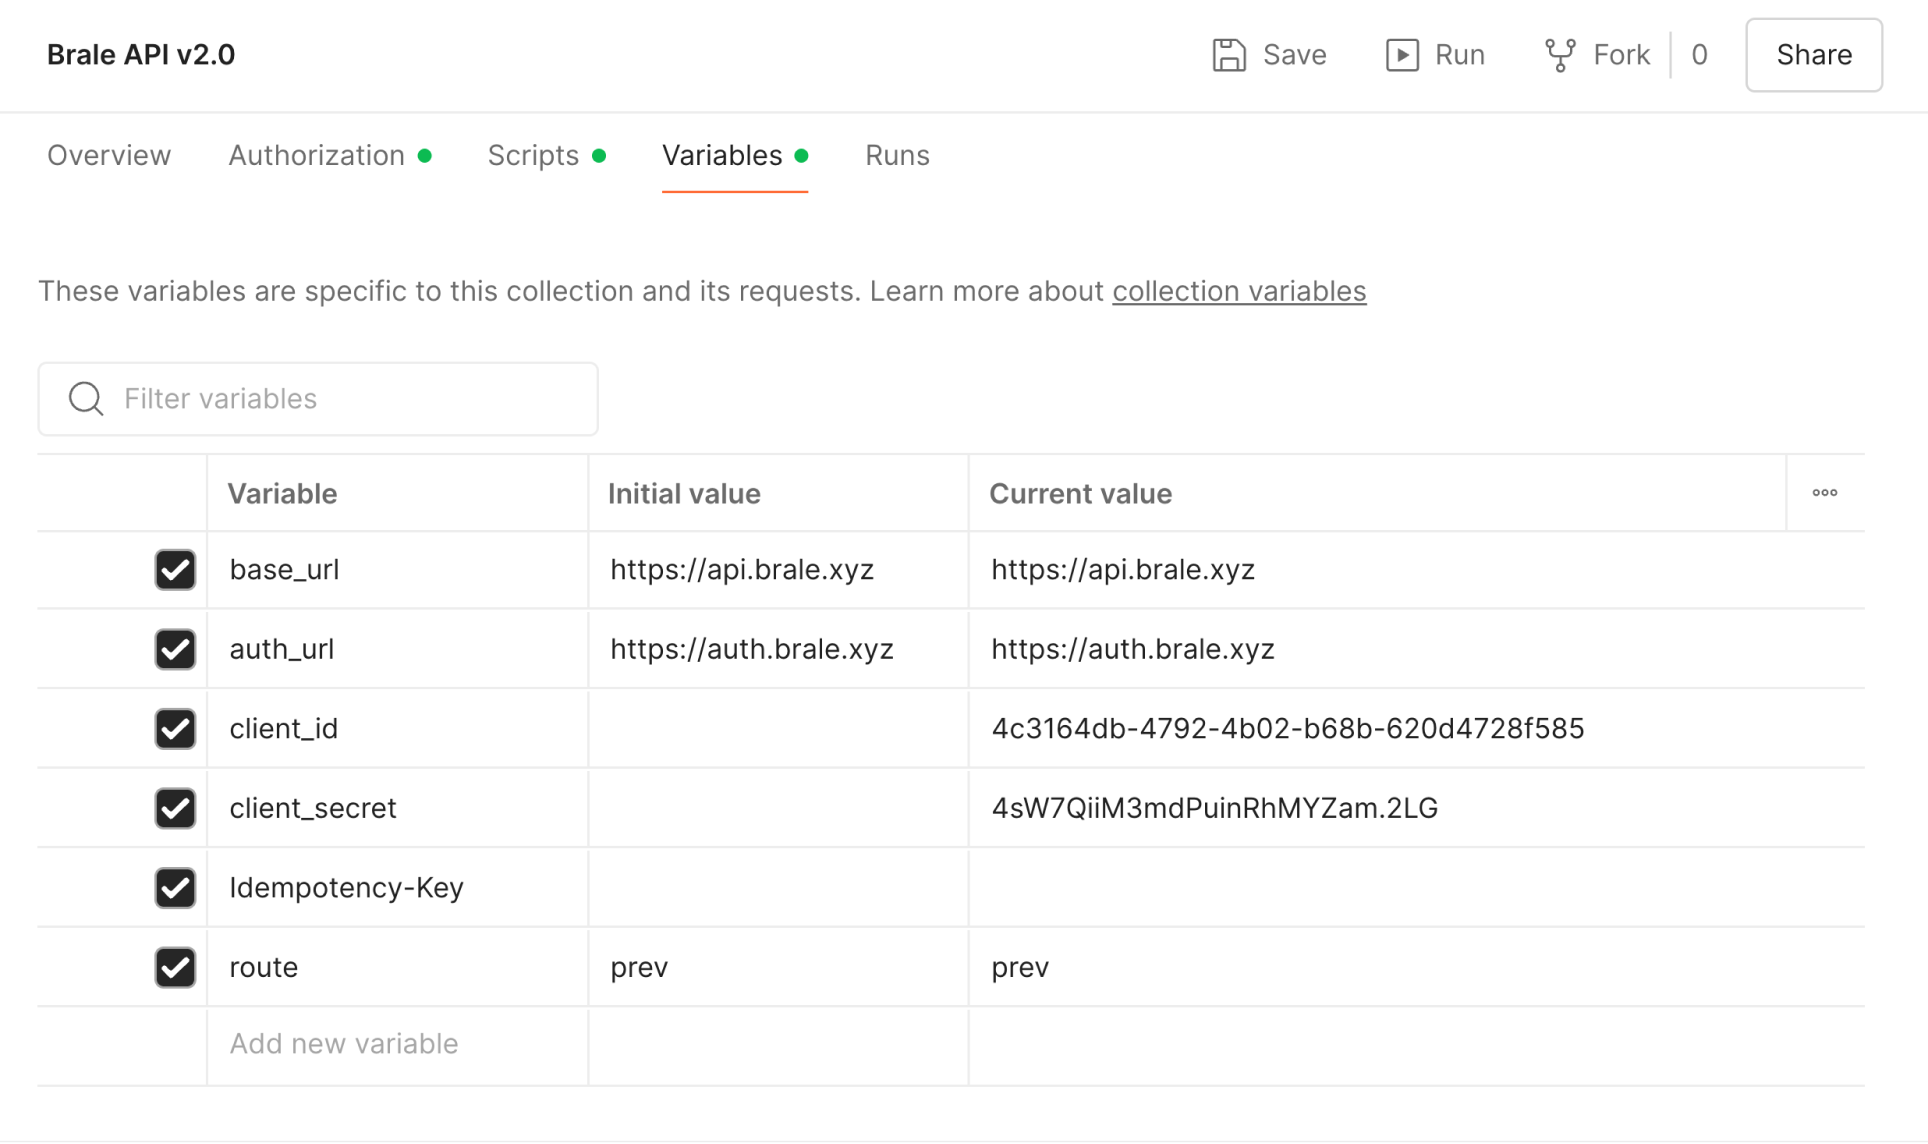 Brale API v2.0
Save
Run
Fork
0
Share
Overview
Authorization
Scripts
Variables
Runs
These variables are specific to this collection and its requests. Learn more about collection variables
Filter variables
Variable
Initial value
Current value
base_url
https://api.brale.xyz
https://api.brale.xyz
auth_url
https://auth.brale.xyz
https://auth.brale.xyz
client_id
4c3164db-4792-4b02-b68b-620d4728f585
client_secret
4sW7QiiM3mdPuinRhMYZam.2LG
Idempotency-Key
route
prev
prev
Add new variable